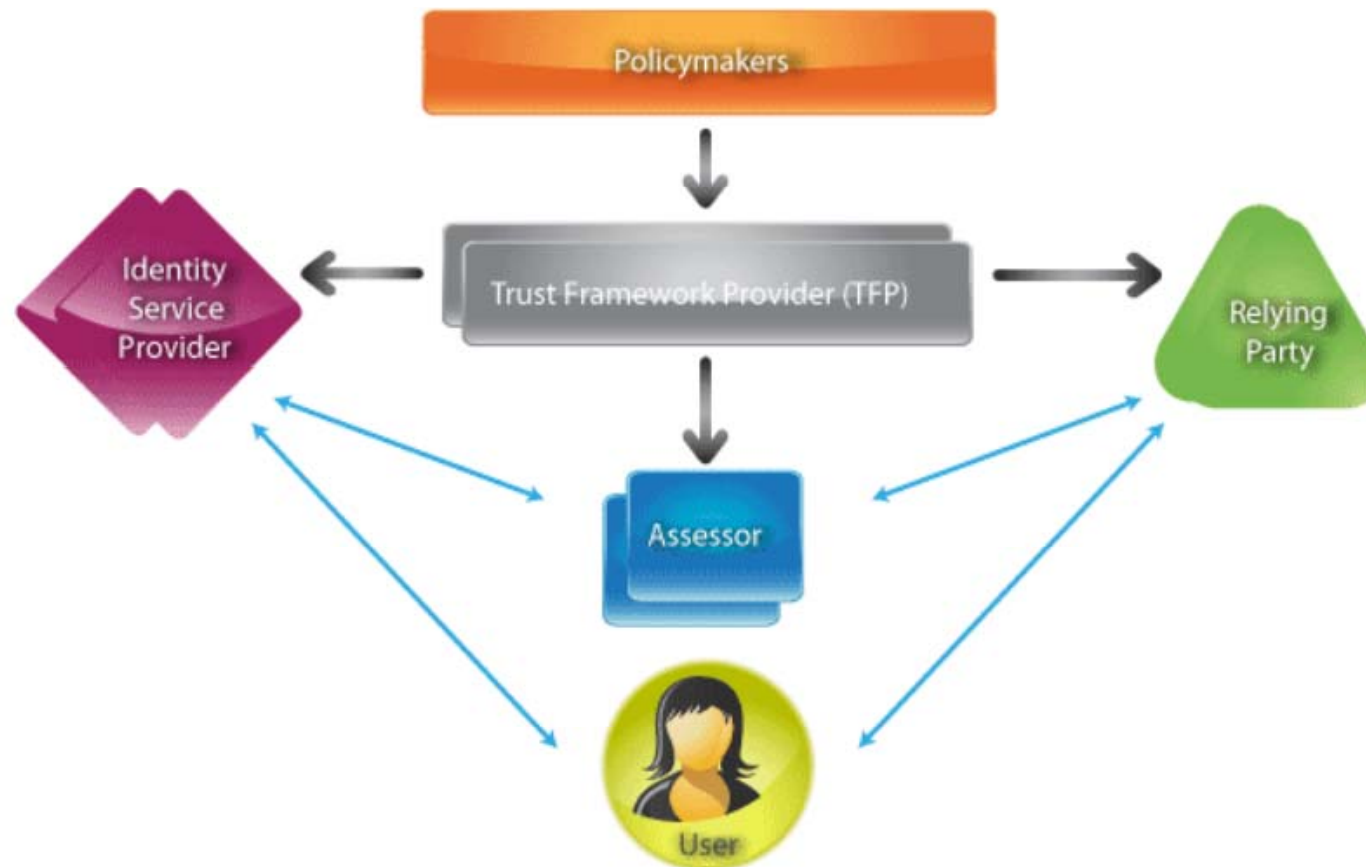 Policymakers
Identity
Service
Provider
Trust Framework Provider (TFP)
Relying
Party
Assessor
User